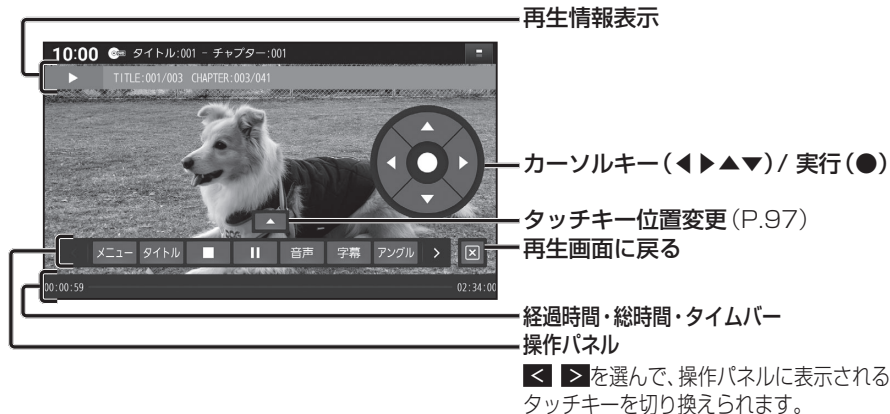 再生情報表示
10:00 タイトル:001 - チャプター:001
TITLE:001/003 CHAPTER:003/041
カーソルキー(◀▶▲▼)/ 実行(●)
タッチキー位置変更(P.97)
メニュー タイトル ■ II 音声 字幕 アングル >
再生画面に戻る
00:00:59 02:34:00
経過時間・総時間・タイムバー
操作パネル
< >を選んで、操作パネルに表示される
タッチキーを切り換えられます。